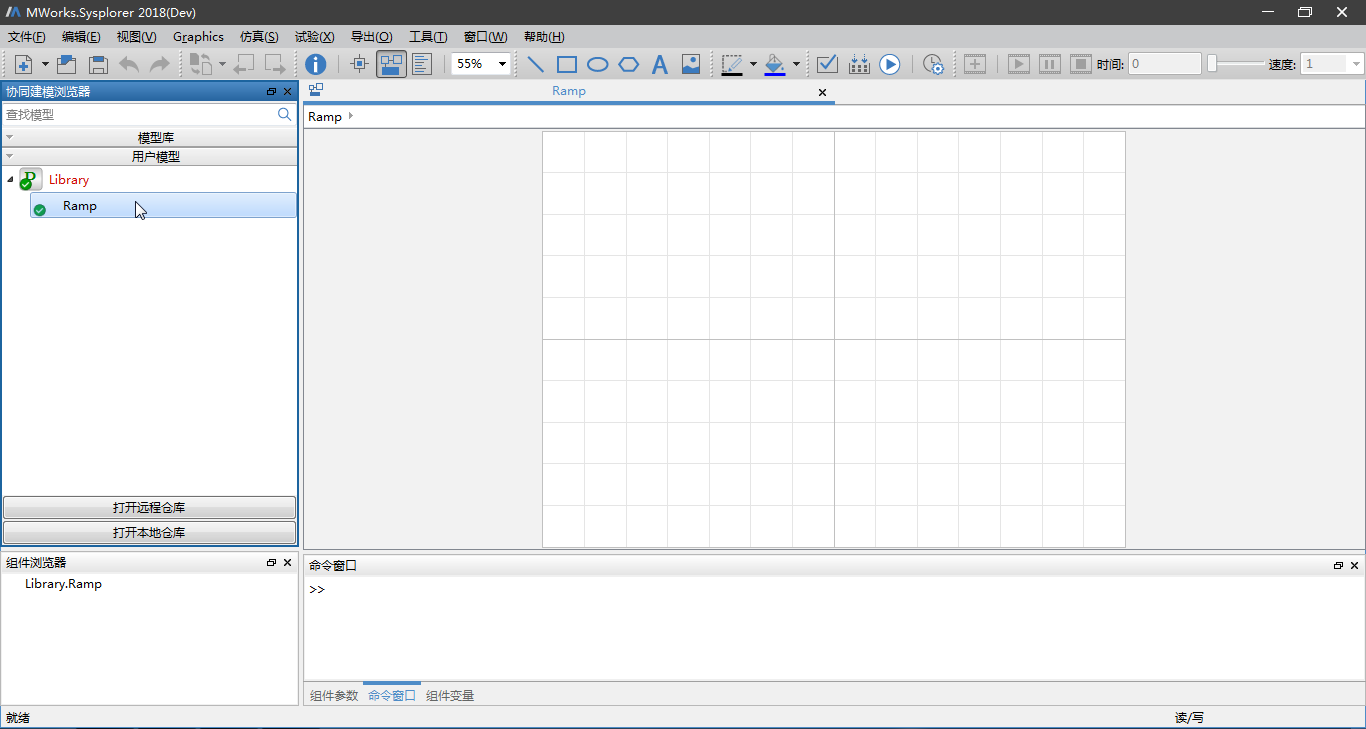 MWorks.Sysplorer 2018(Dev)
文件(F) 编辑(E) 视图(V) Graphics 仿真(S) 试验(X) 导出(O) 工具(T) 窗口(W) 帮助(H)
55% A 时间: 0 速度: 1
协同建模浏览器
查找模型
模型库
用户模型
Library
Ramp
打开远程仓库
打开本地仓库
组件浏览器
Library.Ramp
Ramp
Ramp
命令窗口
>>
组件参数 命令窗口 组件变量
就绪 读/写